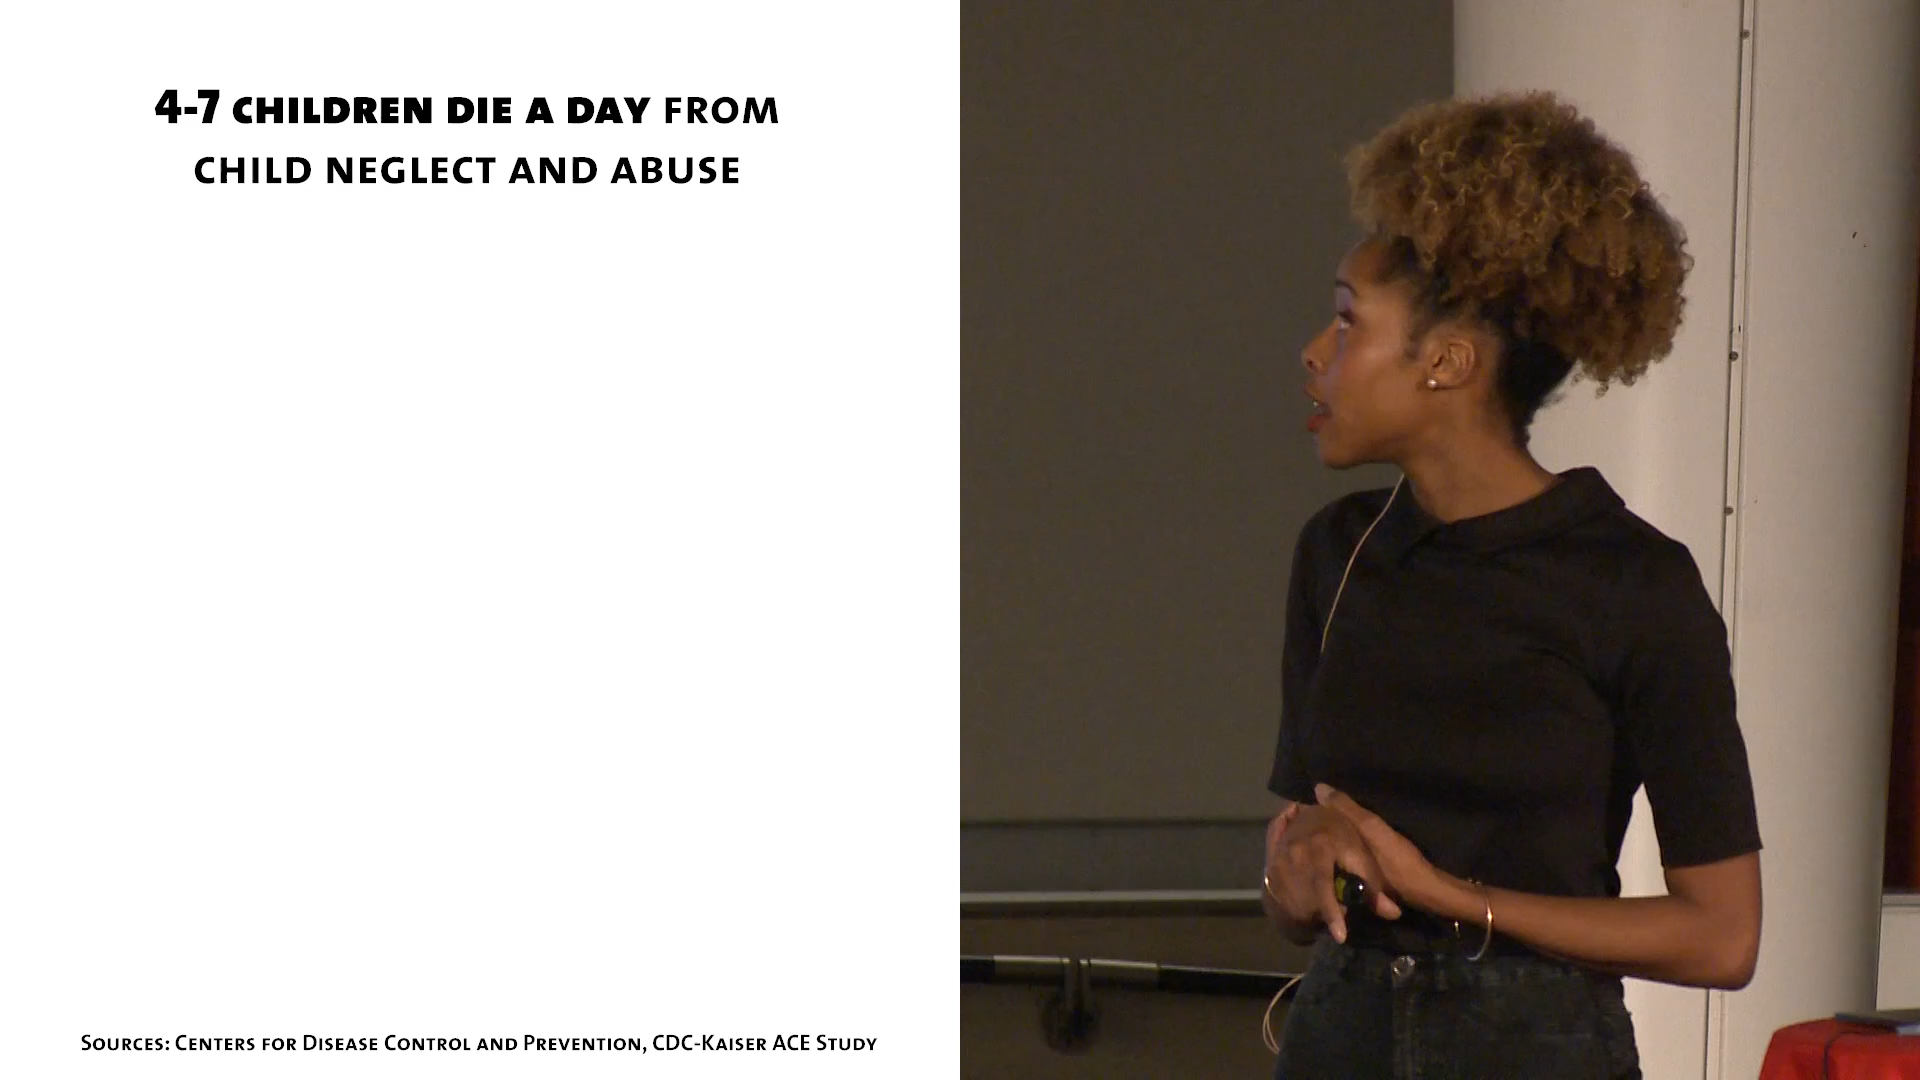 4-7 CHILDREN DIE A DAY FROM
CHILD NEGLECT AND ABUSE
SOURCES: CENTERS FOR DISEASE CONTROL AND PREVENTION, CDC-KAISER ACE STUDY